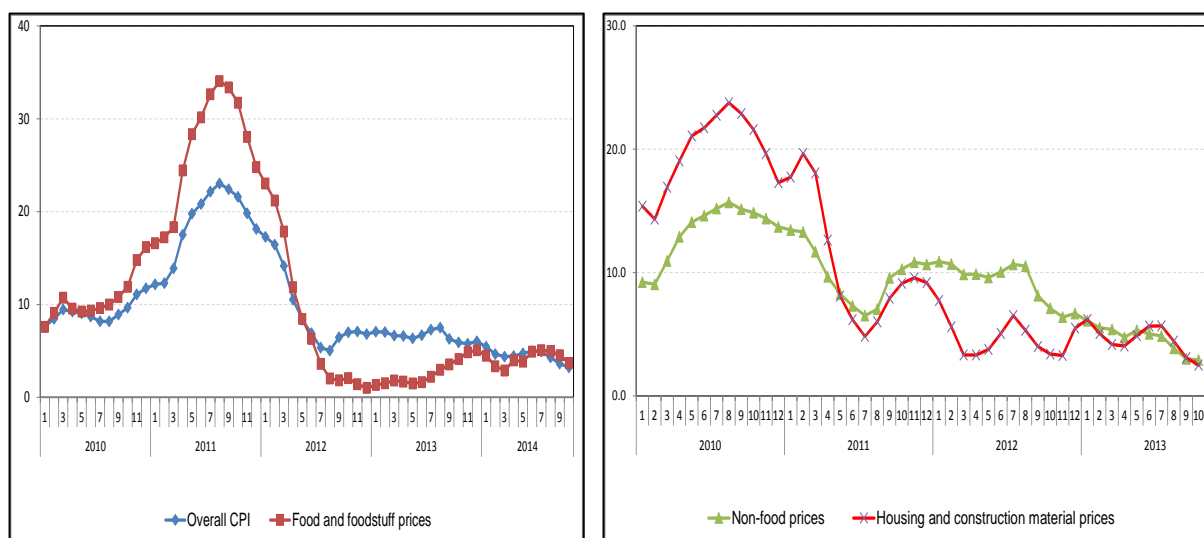 40
30
20
10
0
1 3 5 7 9 11 1 3 5 7 9 11 1 3 5 7 9 11 1 3 5 7 9 11 1 3 5 7 9
2010 2011 2012 2013 2014
Overall CPI Food and foodstuff prices
30.0
20.0
10.0
0.0
1 2 3 4 5 6 7 8 9 10 11 12 1 2 3 4 5 6 7 8 9 10 11 12 1 2 3 4 5 6 7 8 9 10 11 12 1 2 3 4 5 6 7 8 9 10
2010 2011 2012 2013
Non-food prices Housing and construction material prices